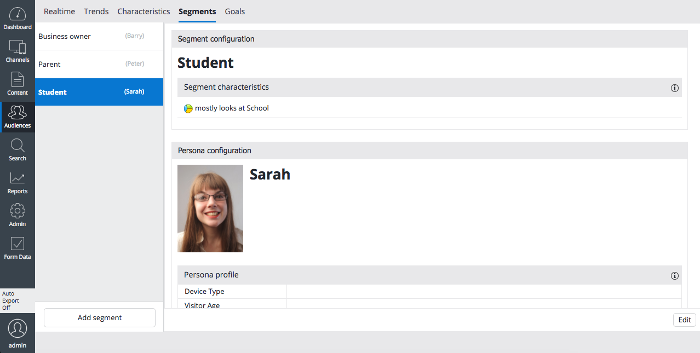 Dashboard
Channels
Content
Audiences
Search
Reports
Admin
Form Data
Auto
Export
Off
admin
Realtime Trends Characteristics Segments Goals
Business owner (Barry)
Parent (Peter)
Student (Sarah)
Add segment
Segment configuration
Student
Segment characteristics
mostly looks at School
Persona configuration
Sarah
Persona profile
Device Type
Visitor Age
Edit